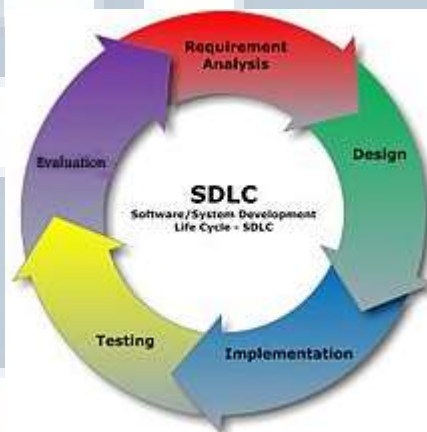 Requirement
Analysis
Design
Evaluation
SDLC
Software/System Development
Life Cycle - SDLC
Testing
Implementation